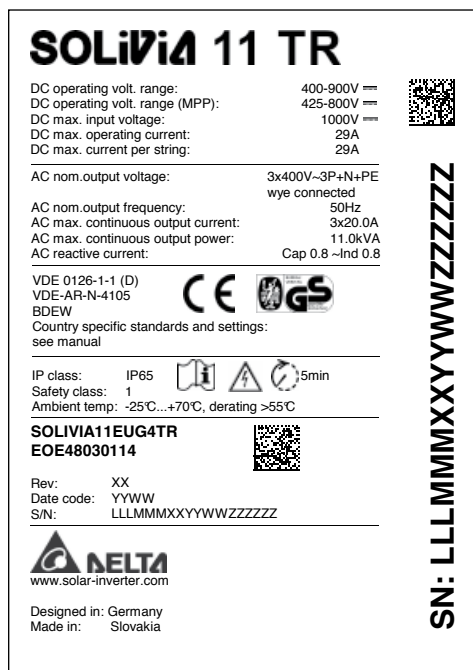 SOLiViA 11 TR
DC operating volt. range: 400-900V ⎓
DC operating volt. range (MPP): 425-800V ⎓
DC max. input voltage: 1000V ⎓
DC max. operating current: 29A
DC max. current per string: 29A
AC nom.output voltage: 3x400V~3P+N+PE
wye connected
AC nom.output frequency: 50Hz
AC max. continuous output current: 3x20.0A
AC max. continuous output power: 11.0kVA
AC reactive current: Cap 0.8 ~Ind 0.8
VDE 0126-1-1 (D)
VDE-AR-N-4105
BDEW
CE
GS
Country specific standards and settings:
see manual
IP class: IP65
5min
Safety class: 1
Ambient temp: -25°C...+70°C, derating >55°C
SOLIVIA11EUG4TR
EOE48030114
Rev: XX
Date code: YYWW
S/N: LLLMMMXXYYWWZZZZZZ
DELTA
www.solar-inverter.com
Designed in: Germany
Made in: Slovakia
SN: LLLMMMXXYYWWZZZZZZ